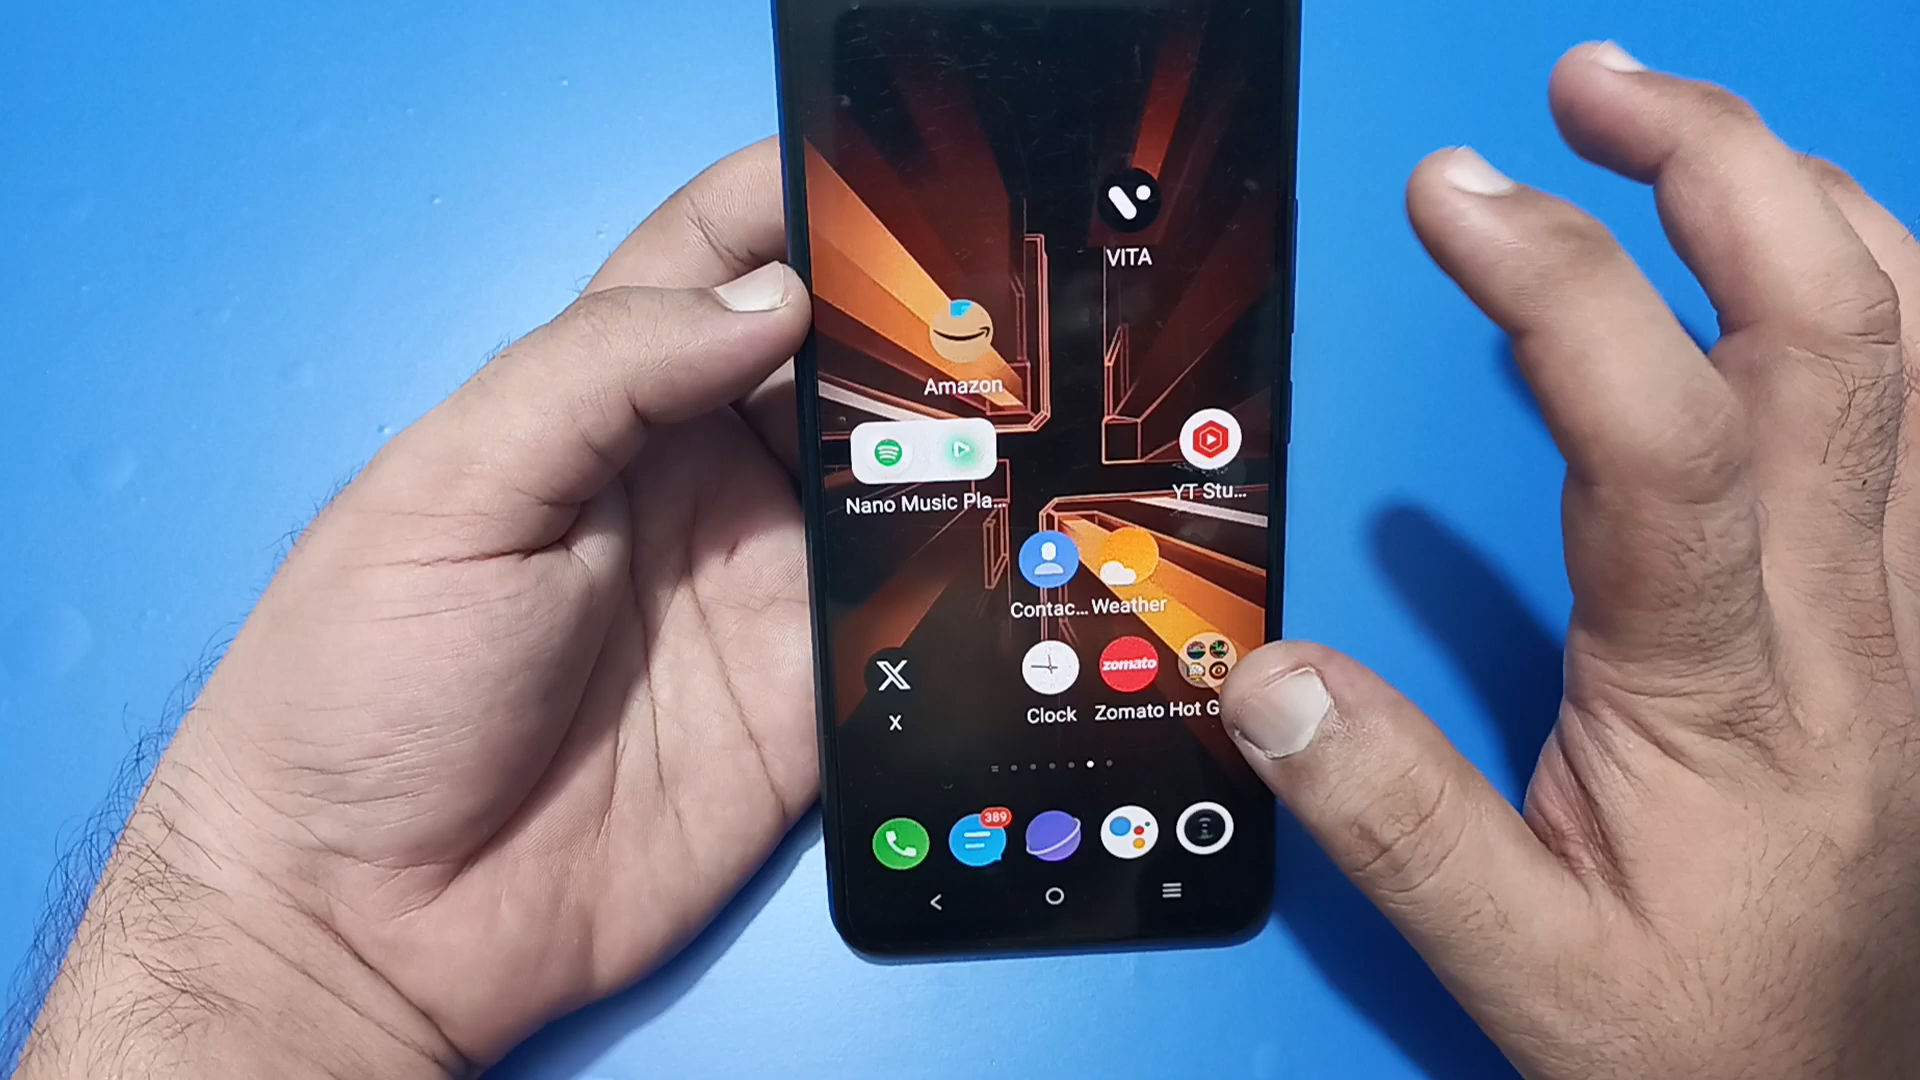 VITA
Amazon
Nano Music Pla...
YT Stu...
Contac... Weather
zomato
X
Clock
Zomato
Hot G
389